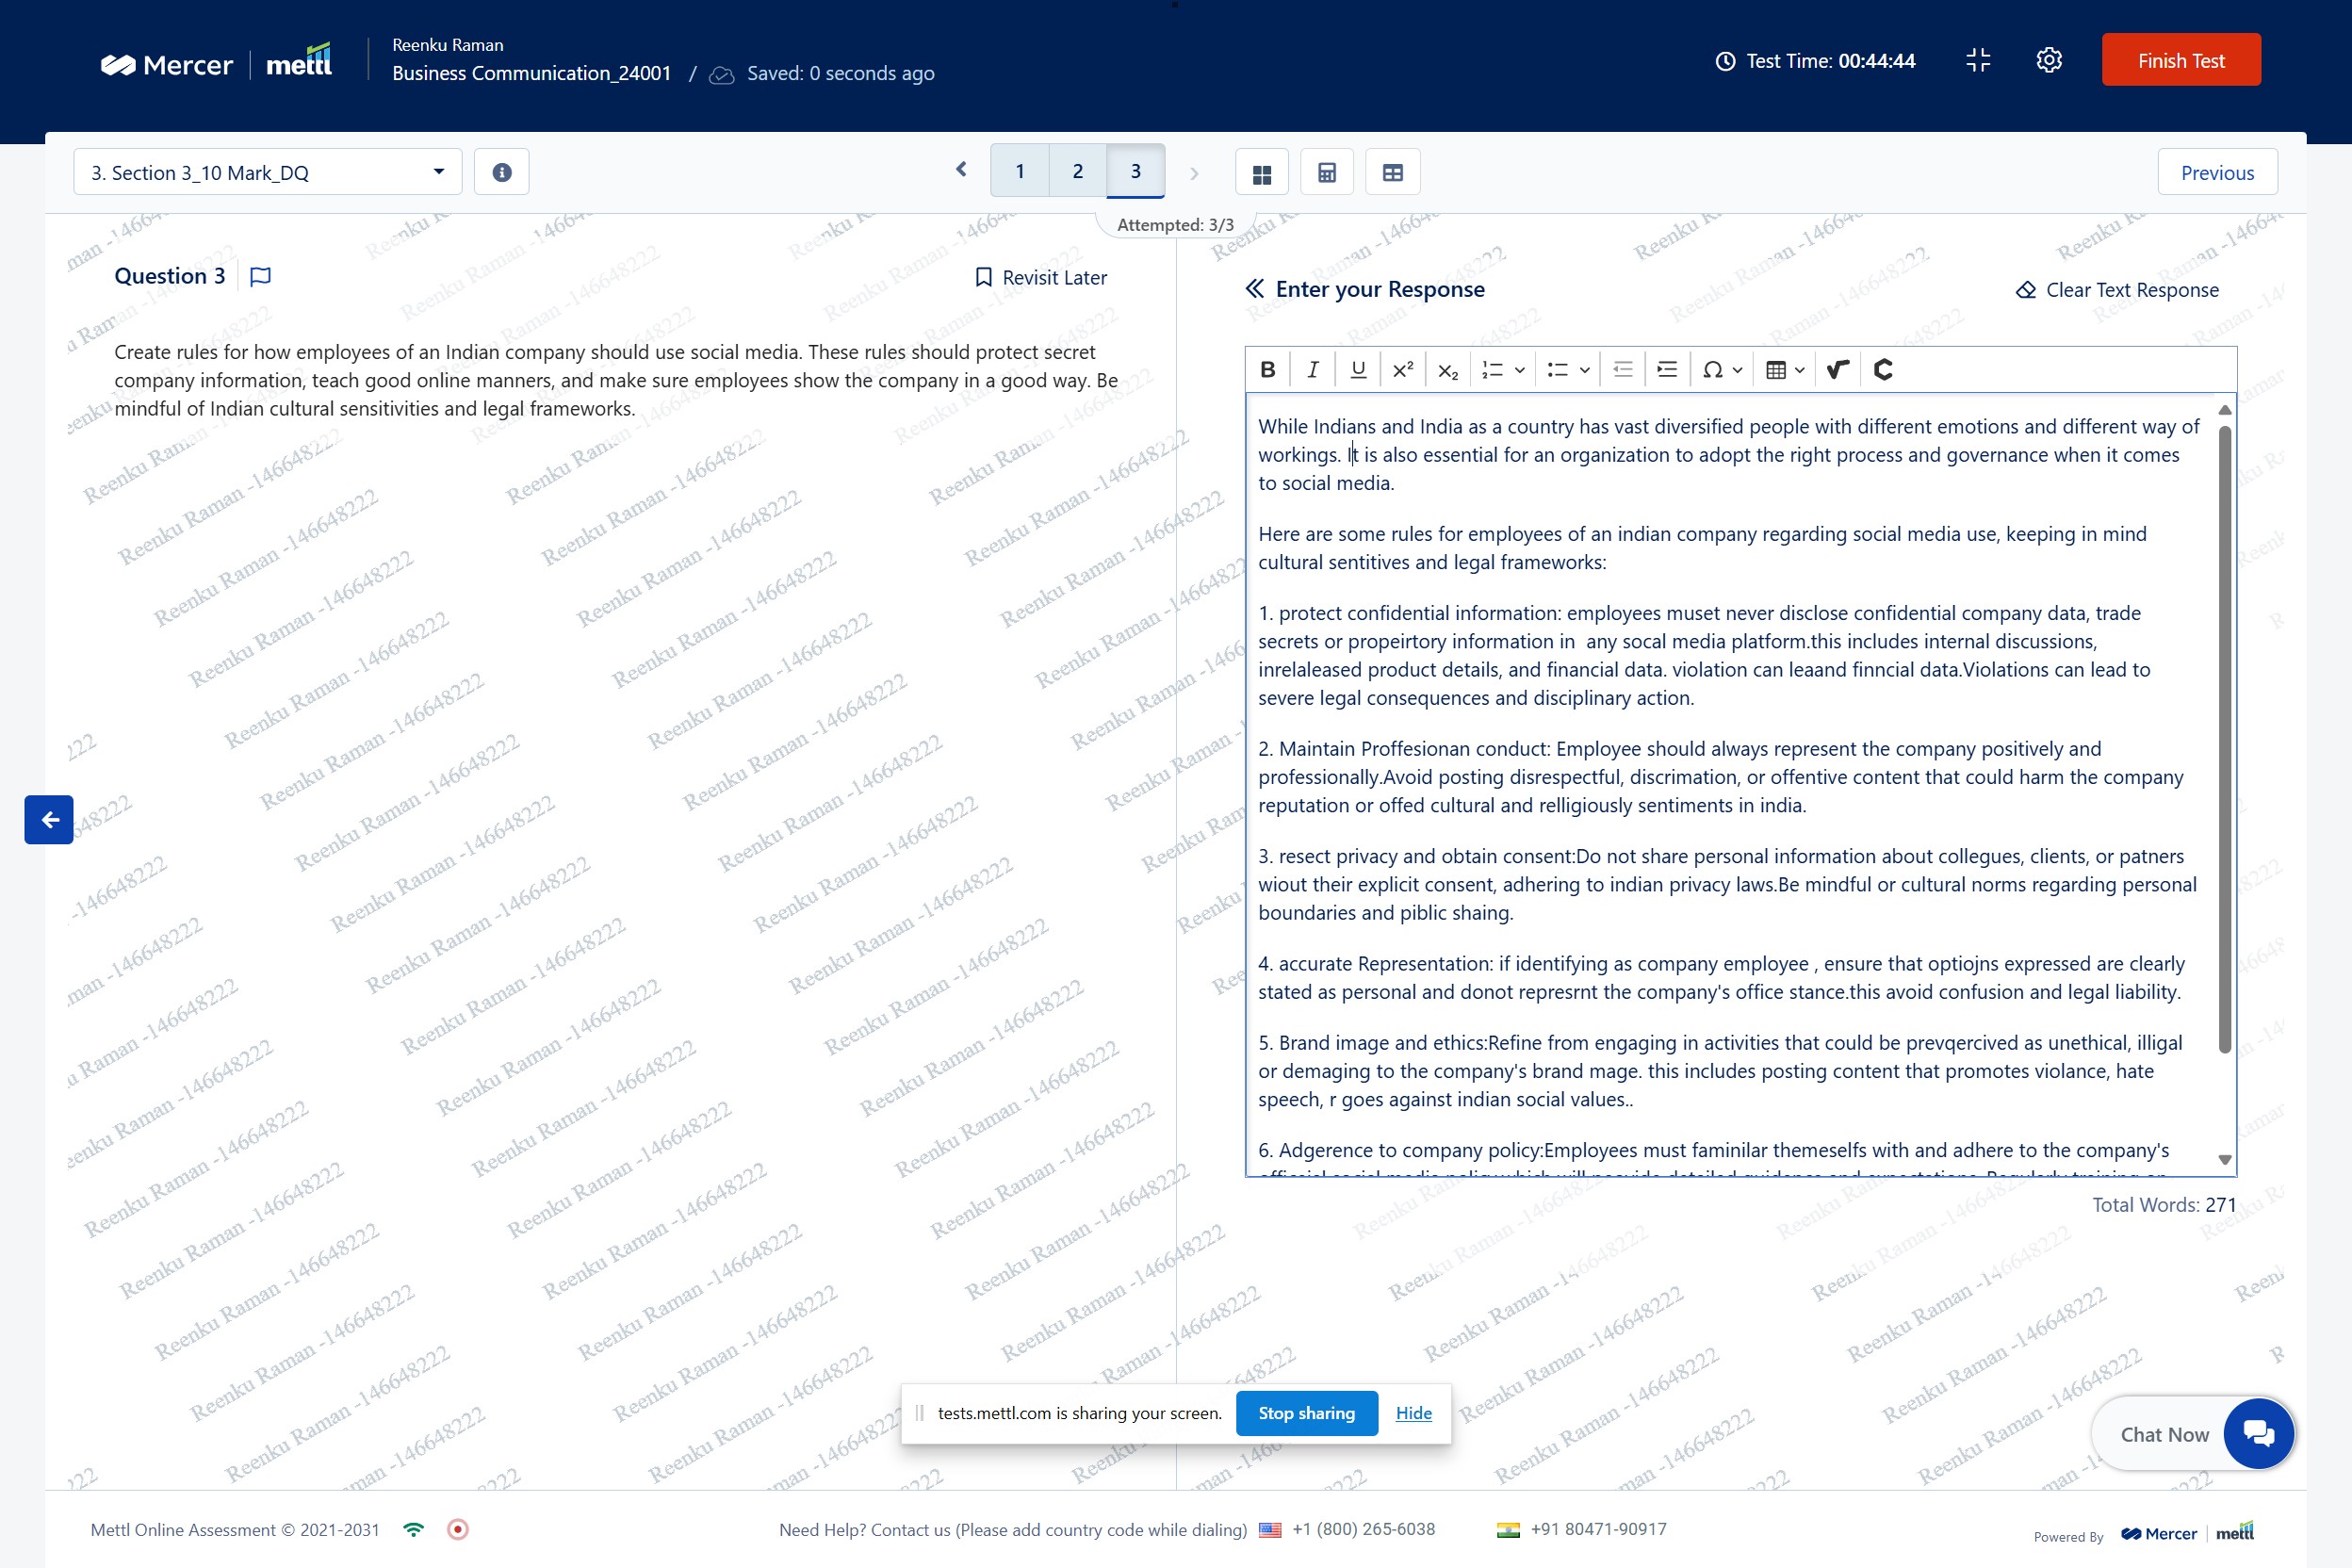 Mercer | mettl
Reenku Raman
Business Communication_24001 / Saved: 0 seconds ago
Test Time: 00:44:44
Finish Test
3. Section 3_10 Mark_DQ
1 2 3
Previous
Attempted: 3/3
Question 3
Revisit Later
Create rules for how employees of an Indian company should use social media. These rules should protect secret
company information, teach good online manners, and make sure employees show the company in a good way. Be
mindful of Indian cultural sensitivities and legal frameworks.
Enter your Response
Clear Text Response
While Indians and India as a country has vast diversified people with different emotions and different way of
workings. It is also essential for an organization to adopt the right process and governance when it comes
to social media.
Here are some rules for employees of an indian company regarding social media use, keeping in mind
cultural sentitives and legal frameworks:
1. protect confidential information: employees muset never disclose confidential company data, trade
secrets or propeirtory information in  any socal media platform.this includes internal discussions,
inrelaleased product details, and financial data. violation can leaand finncial data.Violations can lead to
severe legal consequences and disciplinary action.
2. Maintain Proffesionan conduct: Employee should always represent the company positively and
professionally.Avoid posting disrespectful, discrimation, or offentive content that could harm the company
reputation or offed cultural and relligiously sentiments in india.
3. resect privacy and obtain consent:Do not share personal information about collegues, clients, or patners
wiout their explicit consent, adhering to indian privacy laws.Be mindful or cultural norms regarding personal
boundaries and piblic shaing.
4. accurate Representation: if identifying as company employee , ensure that optiojns expressed are clearly
stated as personal and donot represrnt the company's office stance.this avoid confusion and legal liability.
5. Brand image and ethics:Refine from engaging in activities that could be prevqercived as unethical, illigal
or demaging to the company's brand mage. this includes posting content that promotes violance, hate
speech, r goes against indian social values..
6. Adgerence to company policy:Employees must faminilar themeselfs with and adhere to the company's
Total Words: 271
Reenku Raman -146648222
tests.mettl.com is sharing your screen. Stop sharing Hide
Chat Now
Mettl Online Assessment © 2021-2031
Need Help? Contact us (Please add country code while dialing) +1 (800) 265-6038 +91 80471-90917
Powered By Mercer | mettl